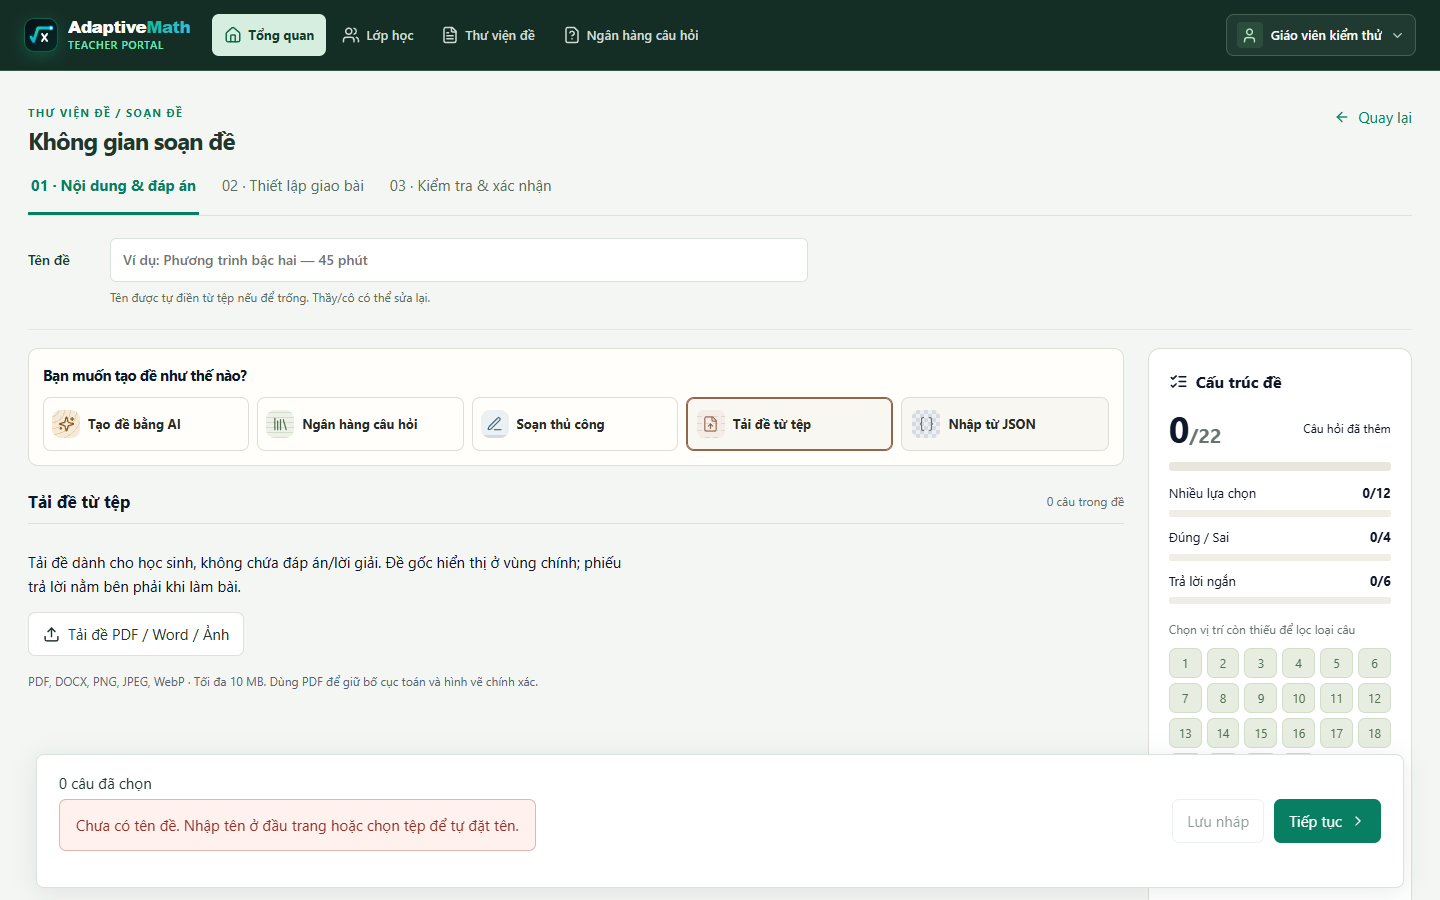 AdaptiveMath
TEACHER PORTAL
Tổng quan
Lớp học
Thư viện đề
Ngân hàng câu hỏi
Giáo viên kiểm thử
THƯ VIỆN ĐỀ / SOẠN ĐỀ
Không gian soạn đề
Quay lại
01 · Nội dung & đáp án
02 · Thiết lập giao bài
03 · Kiểm tra & xác nhận
Tên đề
Ví dụ: Phương trình bậc hai — 45 phút
Tên được tự điền từ tệp nếu để trống. Thầy/cô có thể sửa lại.
Bạn muốn tạo đề như thế nào?
Tạo đề bằng AI
Ngân hàng câu hỏi
Soạn thủ công
Tải đề từ tệp
Nhập từ JSON
Tải đề từ tệp
0 câu trong đề
Tải đề dành cho học sinh, không chứa đáp án/lời giải. Đề gốc hiển thị ở vùng chính; phiếu
trả lời nằm bên phải khi làm bài.
Tải đề PDF / Word / Ảnh
PDF, DOCX, PNG, JPEG, WebP · Tối đa 10 MB. Dùng PDF để giữ bố cục toán và hình vẽ chính xác.
Cấu trúc đề
0/22
Câu hỏi đã thêm
Nhiều lựa chọn 0/12
Đúng / Sai 0/4
Trả lời ngắn 0/6
Chọn vị trí còn thiếu để lọc loại câu
1 2 3 4 5 6
7 8 9 10 11 12
13 14 15 16 17 18
0 câu đã chọn
Chưa có tên đề. Nhập tên ở đầu trang hoặc chọn tệp để tự đặt tên.
Lưu nháp
Tiếp tục